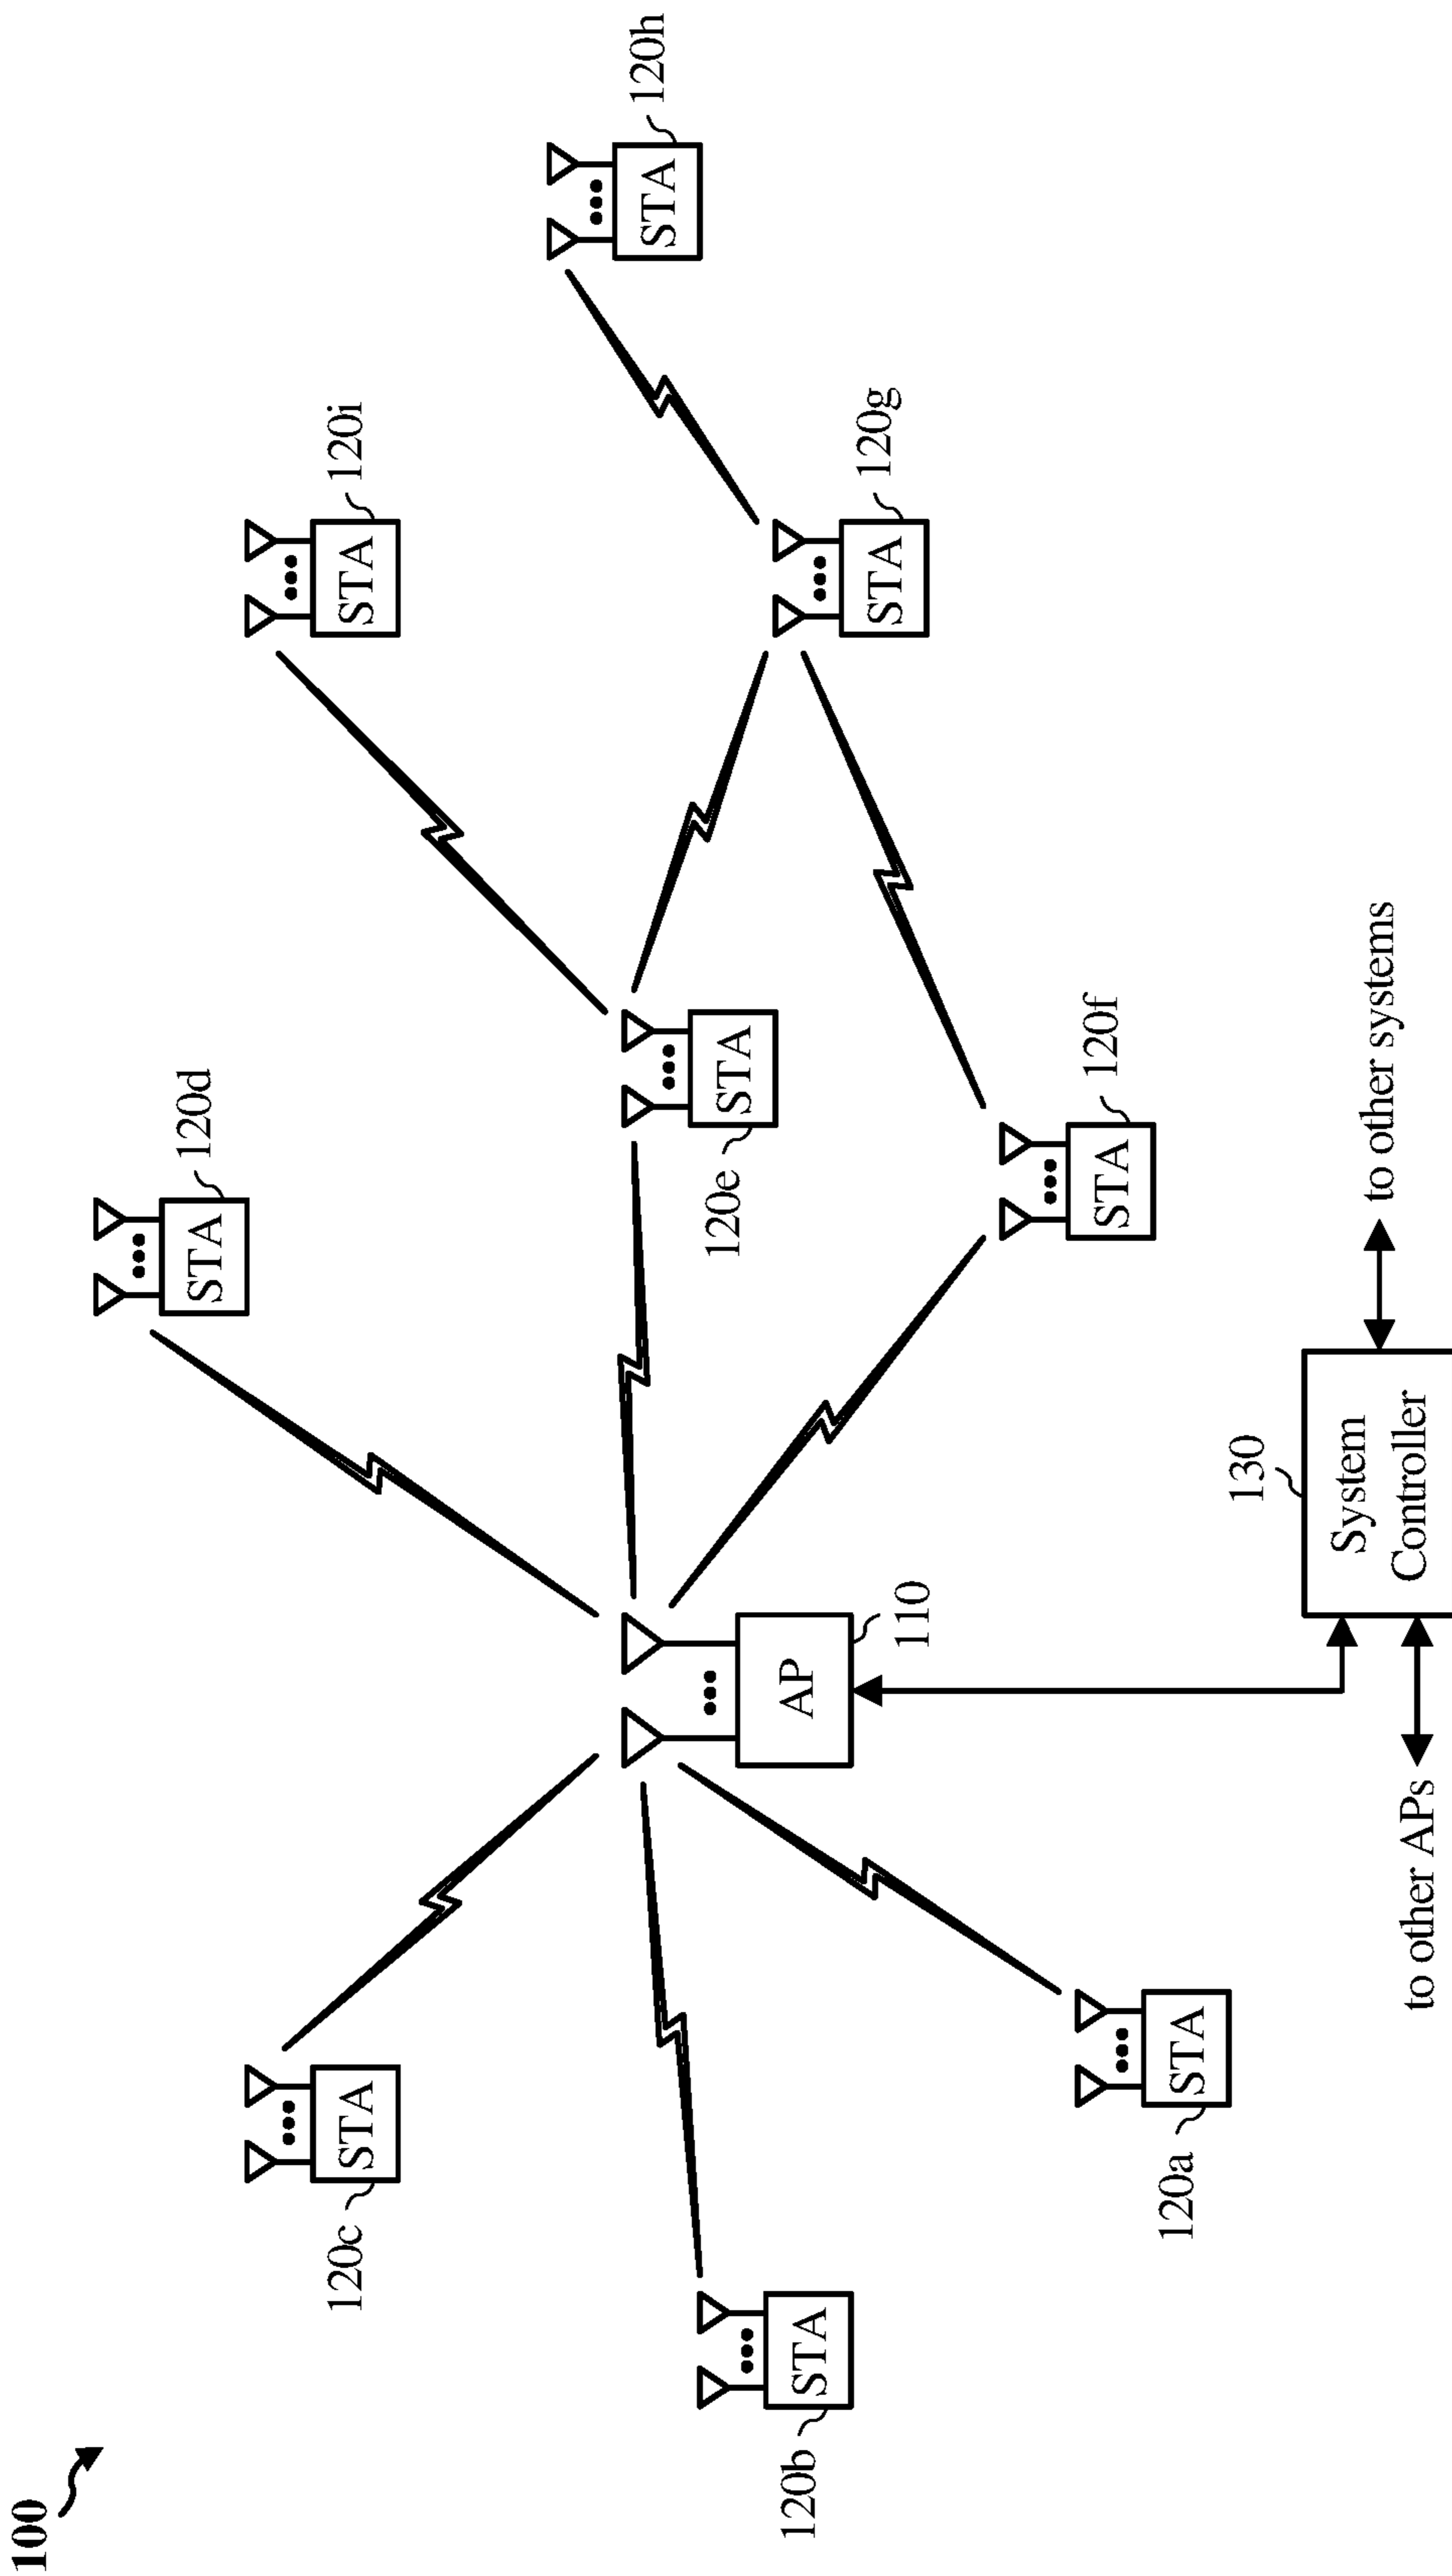 100
120d
STA
120c
STA
120i
STA
120h
STA
120b
STA
AP
110
120e
STA
120g
STA
120a
STA
120f
STA
130
System
Controller
to other systems
to other APs